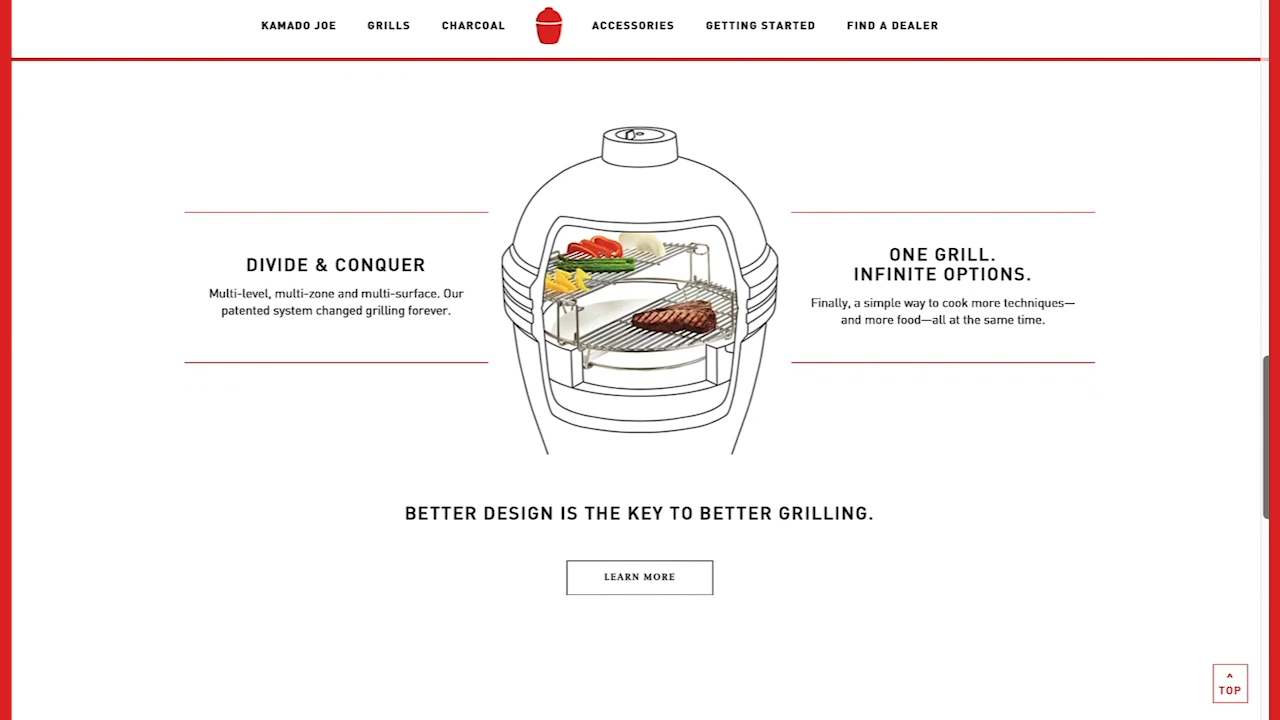 KAMADO JOE
GRILLS
CHARCOAL
ACCESSORIES
GETTING STARTED
FIND A DEALER
DIVIDE & CONQUER
Multi-level, multi-zone and multi-surface. Our
patented system changed grilling forever.
ONE GRILL.
INFINITE OPTIONS.
Finally, a simple way to cook more techniques—
and more food—all at the same time.
BETTER DESIGN IS THE KEY TO BETTER GRILLING.
LEARN MORE
^
TOP